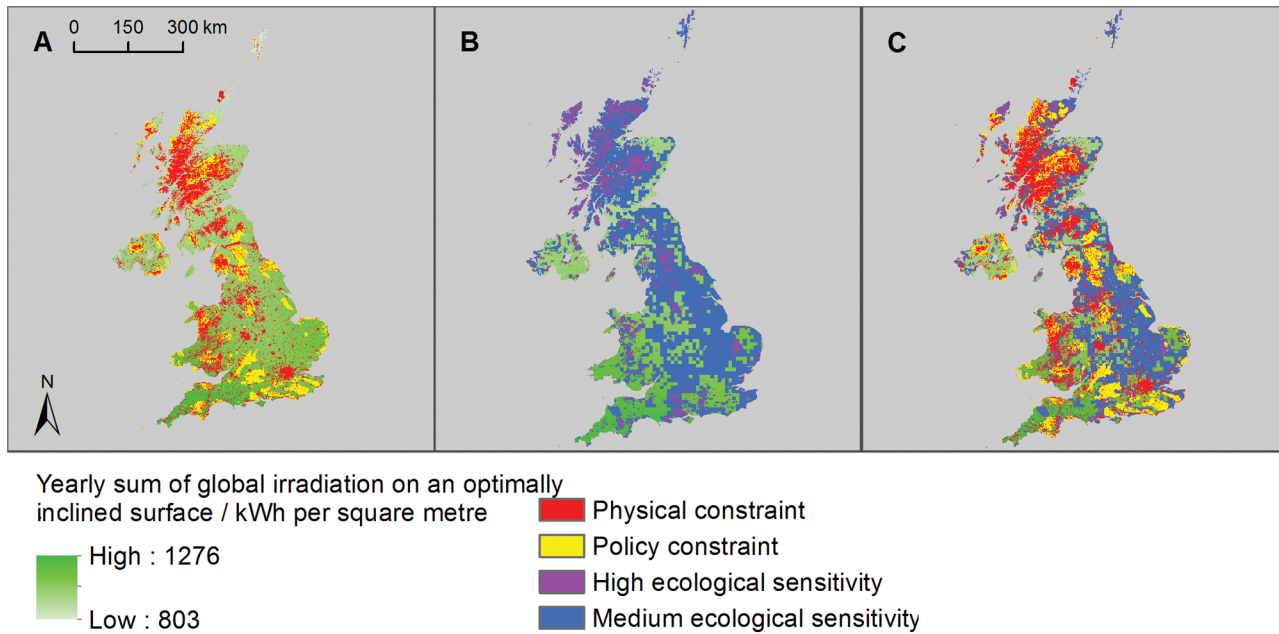 A
0 150 300 km
B
C
N
Yearly sum of global irradiation on an optimally
inclined surface / kWh per square metre
High : 1276
Low : 803
Physical constraint
Policy constraint
High ecological sensitivity
Medium ecological sensitivity